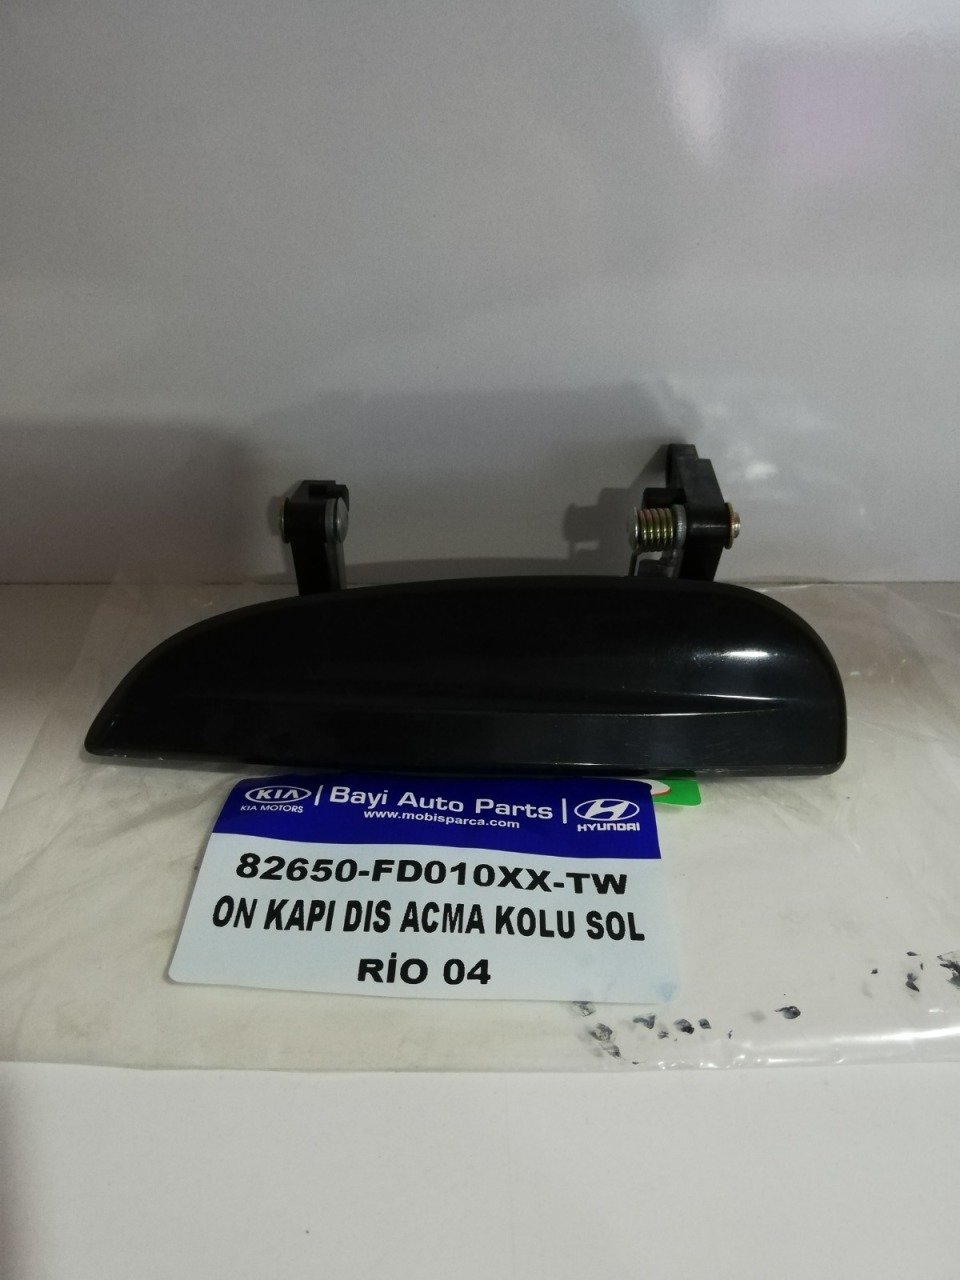 KIA
KIA MOTORS
Bayi Auto Parts
www.mobisparca.com
HYUNDAI
82650-FD010XX-TW
ON KAPI DIS ACMA KOLU SOL
RİO 04